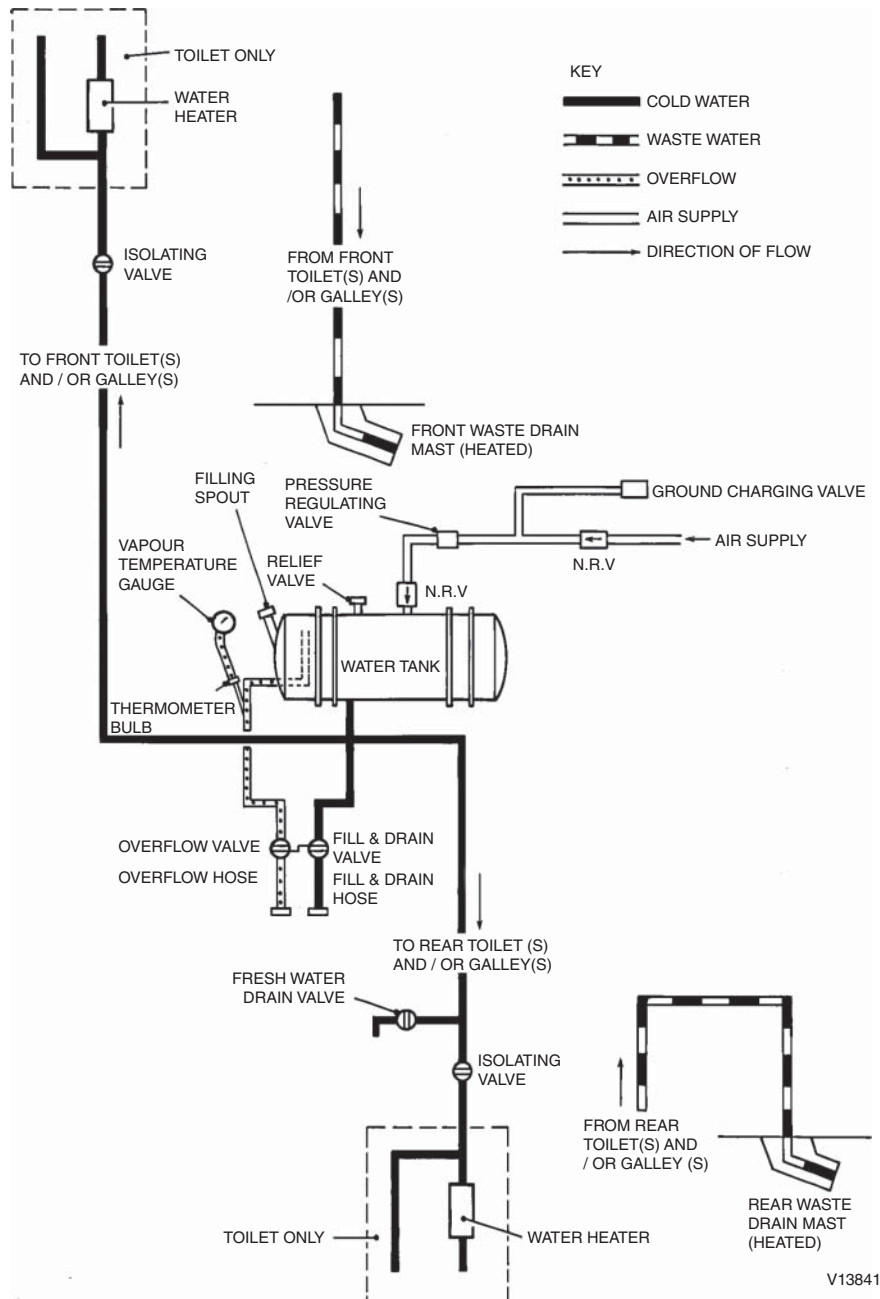 TOILET ONLY
WATER
HEATER
ISOLATING
VALVE
TO FRONT TOILET(S)
AND / OR GALLEY(S)
KEY
COLD WATER
WASTE WATER
OVERFLOW
AIR SUPPLY
DIRECTION OF FLOW
FROM FRONT
TOILET(S) AND
/OR GALLEY(S)
FRONT WASTE DRAIN
MAST (HEATED)
FILLING
SPOUT
PRESSURE
REGULATING
VALVE
GROUND CHARGING VALVE
AIR SUPPLY
N.R.V
VAPOUR
TEMPERATURE
GAUGE
RELIEF
VALVE
N.R.V
WATER TANK
THERMOMETER
BULB
OVERFLOW VALVE
OVERFLOW HOSE
FILL & DRAIN
VALVE
FILL & DRAIN
HOSE
TO REAR TOILET (S)
AND / OR GALLEY(S)
FRESH WATER
DRAIN VALVE
ISOLATING
VALVE
FROM REAR
TOILET(S) AND
/ OR GALLEY (S)
REAR WASTE
DRAIN MAST
(HEATED)
TOILET ONLY
WATER HEATER
V13841